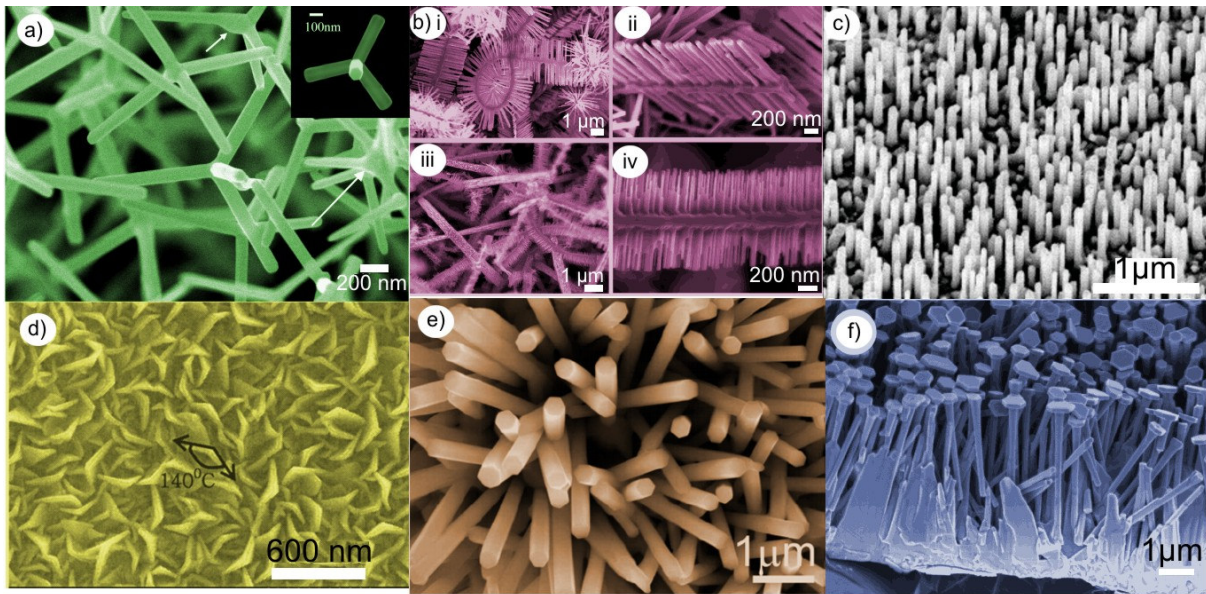 a)
100nm
200 nm
b) i
1 µm
ii
200 nm
iii
1 µm
iv
200 nm
c)
1µm
d)
140⁰C
600 nm
e)
1µm
f)
1µm